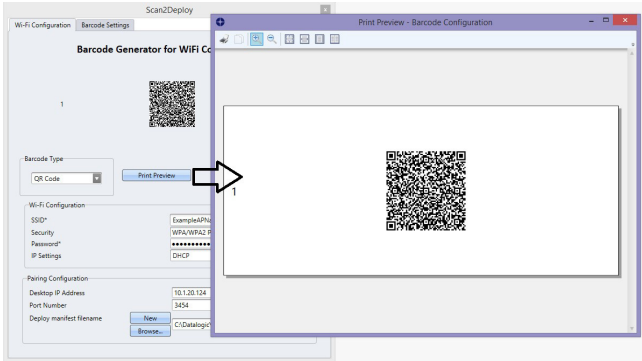 Scan2Deploy
x
Wi-Fi Configuration Barcode Settings
Barcode Generator for WiFi Co
1
Barcode Type
QR Code
Print Preview
Wi-Fi Configuration
SSID* ExampleAPNa
Security WPA/WPA2 P
Password* ••••••••••
IP Settings DHCP
Pairing Configuration
Desktop IP Address 10.1.20.124
Port Number 3454
Deploy manifest filename New
C:\Datalogic\
Browse...
Print Preview - Barcode Configuration
1